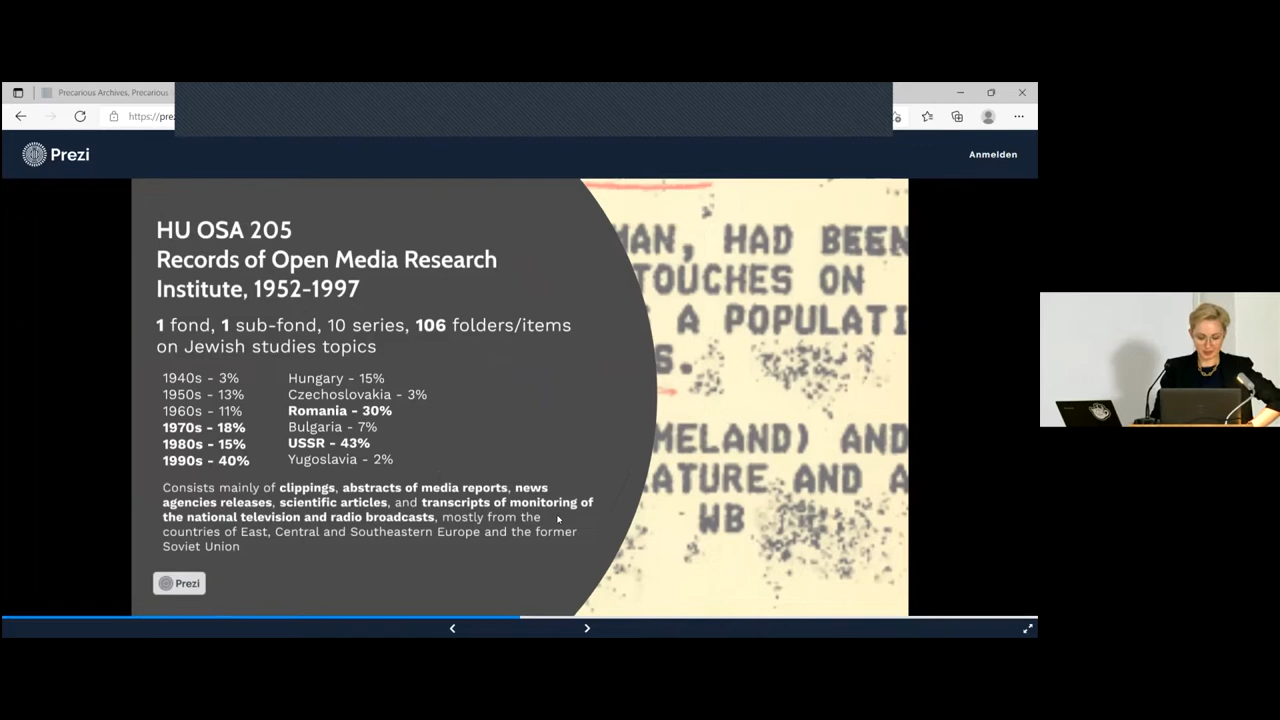 Precarious Archives, Precarious
https://prez
Prezi
Anmelden
HU OSA 205
Records of Open Media Research
Institute, 1952-1997
1 fond, 1 sub-fond, 10 series, 106 folders/items
on Jewish studies topics
1940s - 3%
1950s - 13%
1960s - 11%
1970s - 18%
1980s - 15%
1990s - 40%
Hungary - 15%
Czechoslovakia - 3%
Romania - 30%
Bulgaria - 7%
USSR - 43%
Yugoslavia - 2%
Consists mainly of clippings, abstracts of media reports, news
agencies releases, scientific articles, and transcripts of monitoring of
the national television and radio broadcasts, mostly from the
countries of East, Central and Southeastern Europe and the former
Soviet Union
Prezi
MAN, HAD BEEN
TOUCHES ON
A POPULATI
S.
MELAND) AND
ATURE AND A
WB